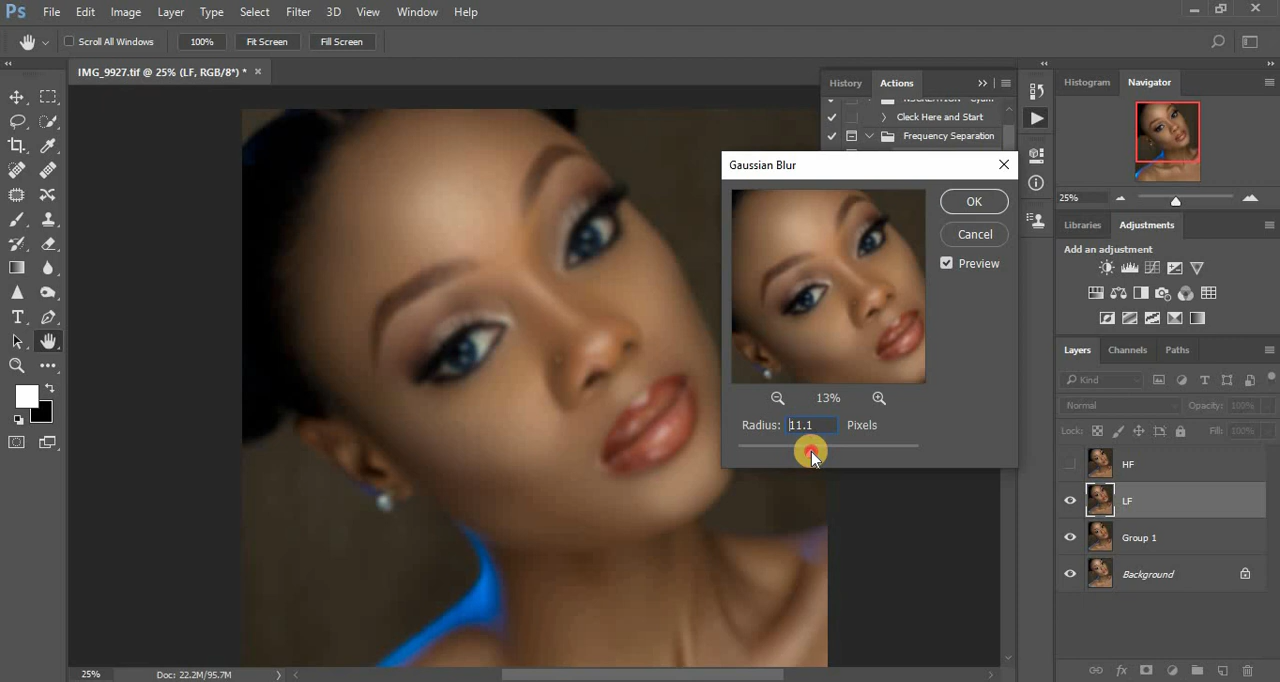 Ps File Edit Image Layer Type Select Filter 3D View Window Help
Scroll All Windows 100% Fit Screen Fill Screen
IMG_9927.tif @ 25% (LF, RGB/8*) * ×
History Actions
Cleck Here and Start
Frequency Separation
Gaussian Blur
OK
Cancel
Preview
13%
Radius: 11.1 Pixels
Histogram Navigator
25%
Libraries Adjustments
Add an adjustment
Layers Channels Paths
Kind
Normal Opacity: 100%
Lock: Fill: 100%
HF
LF
Group 1
Background
25% Doc: 22.2M/95.7M